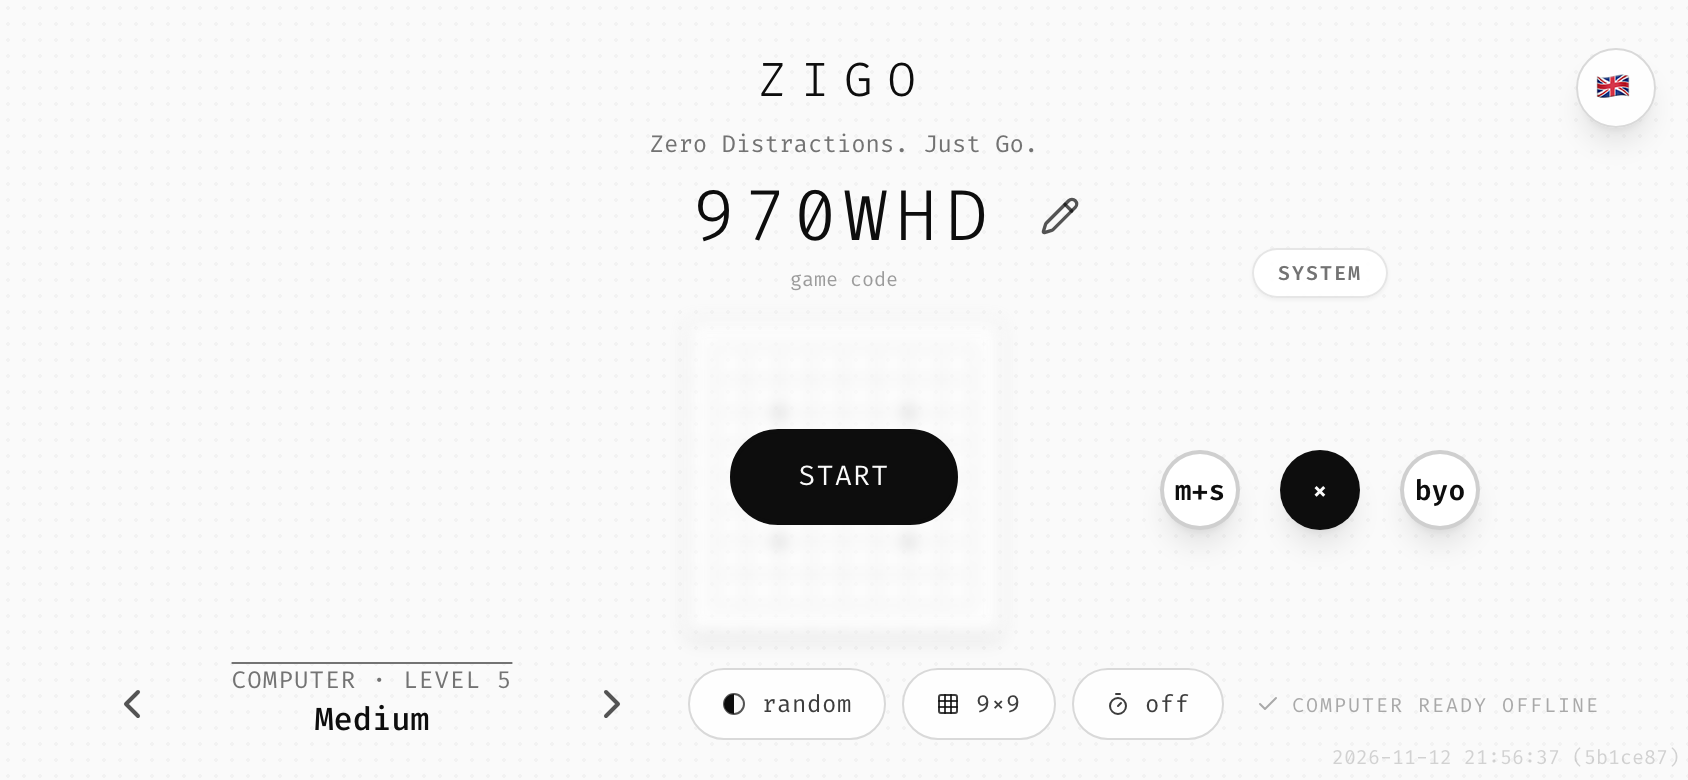 ZIGO
Zero Distractions. Just Go.
970WHD
game code
SYSTEM
START
m+s
×
byo
COMPUTER · LEVEL 5
Medium
random
9×9
off
COMPUTER READY OFFLINE
2026-11-12 21:56:37 (5b1ce87)